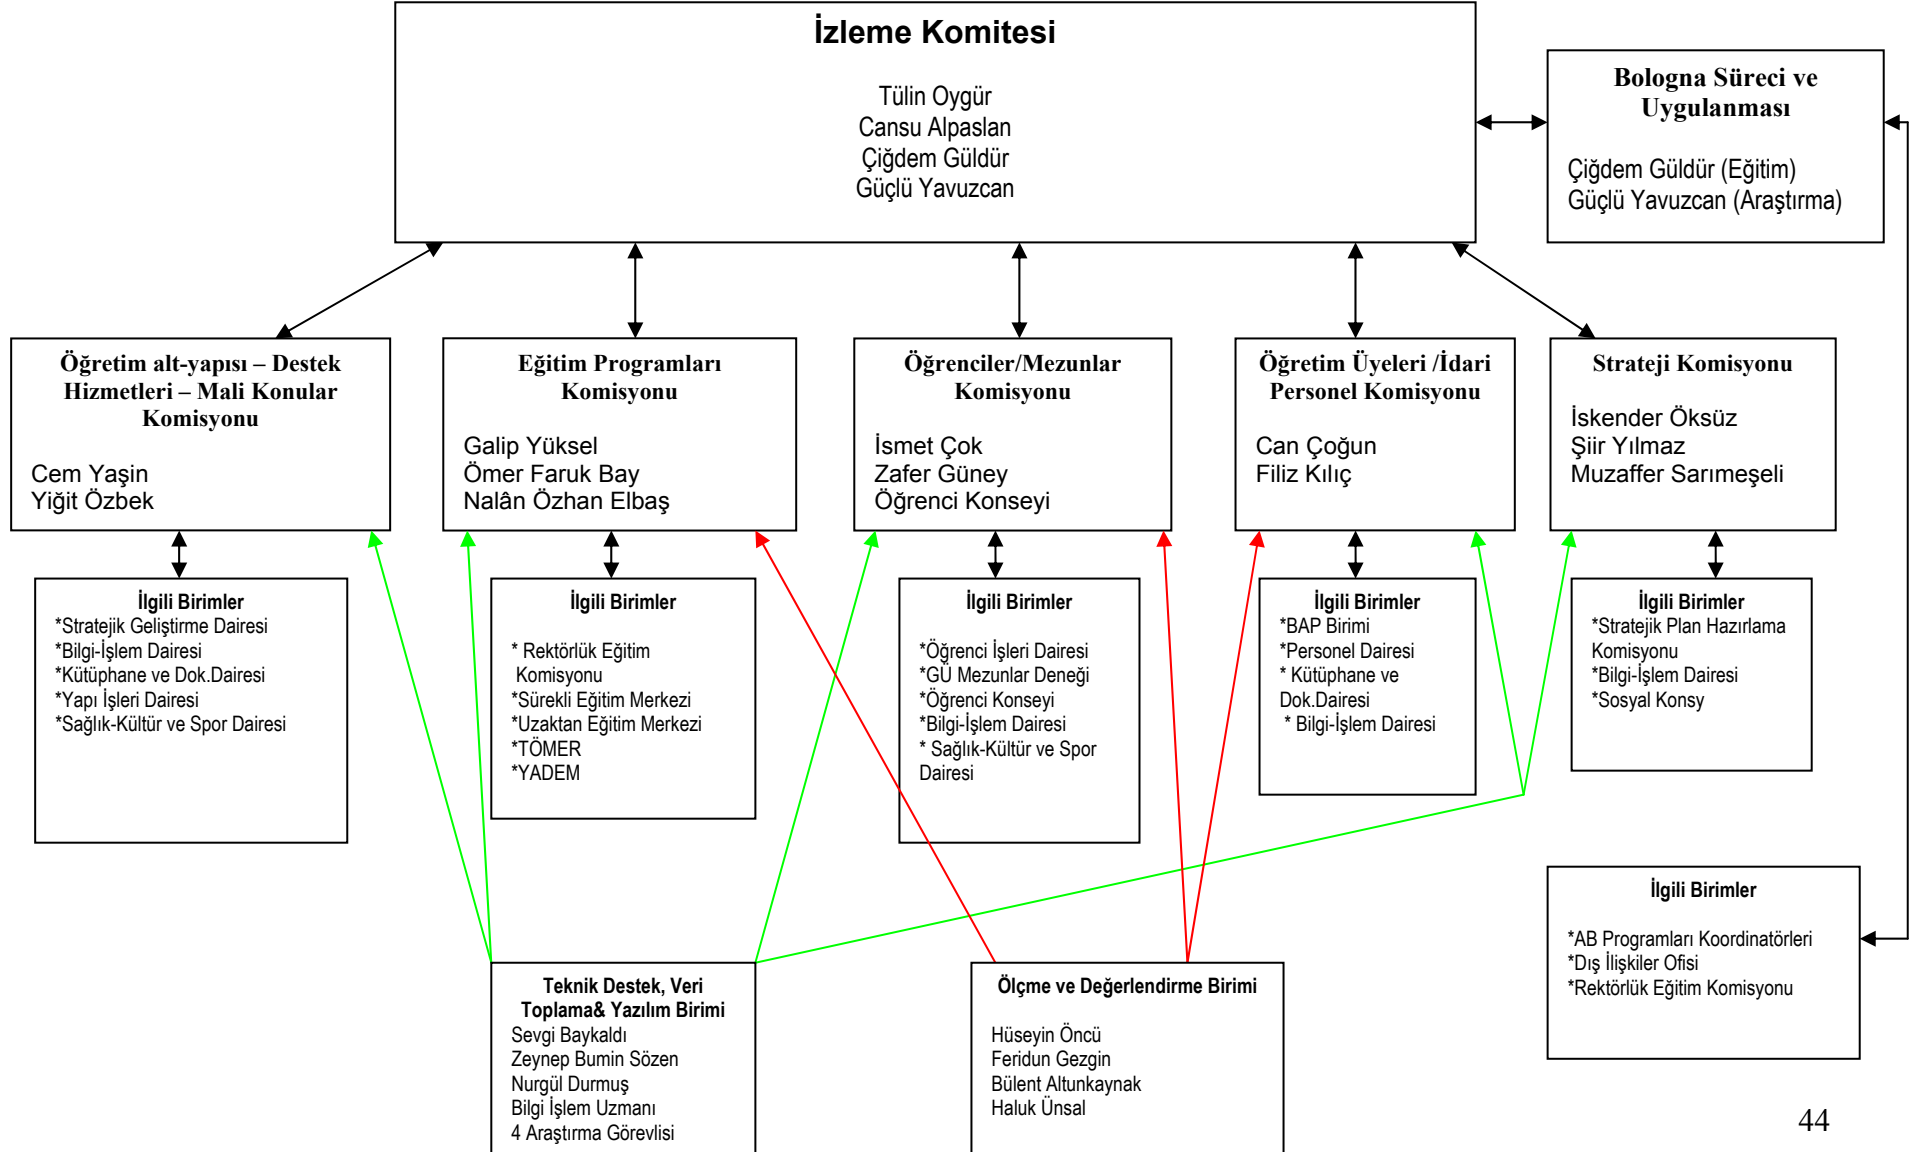 İzleme Komitesi
Tülin Oygür
Cansu Alpaslan
Çiğdem Güldür
Güçlü Yavuzcan
Bologna Süreci ve
Uygulanması
Çiğdem Güldür (Eğitim)
Güçlü Yavuzcan (Araştırma)
Öğretim alt-yapısı – Destek
Hizmetleri – Mali Konular
Komisyonu
Cem Yaşin
Yiğit Özbek
Eğitim Programları
Komisyonu
Galip Yüksel
Ömer Faruk Bay
Nalân Özhan Elbaş
Öğrenciler/Mezunlar
Komisyonu
İsmet Çok
Zafer Güney
Öğrenci Konseyi
Öğretim Üyeleri /İdari
Personel Komisyonu
Can Çoğun
Filiz Kılıç
Strateji Komisyonu
İskender Öksüz
Şiir Yılmaz
Muzaffer Sarımeşeli
İlgili Birimler
*Stratejik Geliştirme Dairesi
*Bilgi-İşlem Dairesi
*Kütüphane ve Dok.Dairesi
*Yapı İşleri Dairesi
*Sağlık-Kültür ve Spor Dairesi
İlgili Birimler
* Rektörlük Eğitim
Komisyonu
*Sürekli Eğitim Merkezi
*Uzaktan Eğitim Merkezi
*TÖMER
*YADEM
İlgili Birimler
*Öğrenci İşleri Dairesi
*GÜ Mezunlar Deneği
*Öğrenci Konseyi
*Bilgi-İşlem Dairesi
* Sağlık-Kültür ve Spor
Dairesi
İlgili Birimler
*BAP Birimi
*Personel Dairesi
* Kütüphane ve
Dok.Dairesi
* Bilgi-İşlem Dairesi
İlgili Birimler
*Stratejik Plan Hazırlama
Komisyonu
*Bilgi-İşlem Dairesi
*Sosyal Konsy
İlgili Birimler
*AB Programları Koordinatörleri
*Dış İlişkiler Ofisi
*Rektörlük Eğitim Komisyonu
Teknik Destek, Veri
Toplama& Yazılım Birimi
Sevgi Baykaldı
Zeynep Bumin Sözen
Nurgül Durmuş
Bilgi İşlem Uzmanı
4 Araştırma Görevlisi
Ölçme ve Değerlendirme Birimi
Hüseyin Öncü
Feridun Gezgin
Bülent Altunkaynak
Haluk Ünsal
44